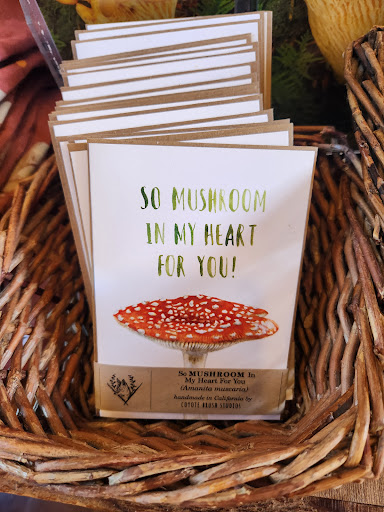 SO MUSHROOM
IN MY HEART
FOR YOU!
So MUSHROOM In
My Heart For You
(Amanita muscaria)
handmade in California by
COYOTE BRUSH STUDIOS